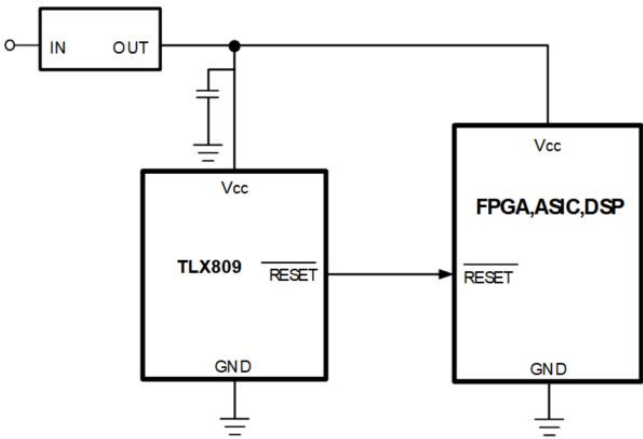 IN OUT
Vcc
Vcc
FPGA,ASIC,DSP
TLX809
RESET
RESET
GND
GND